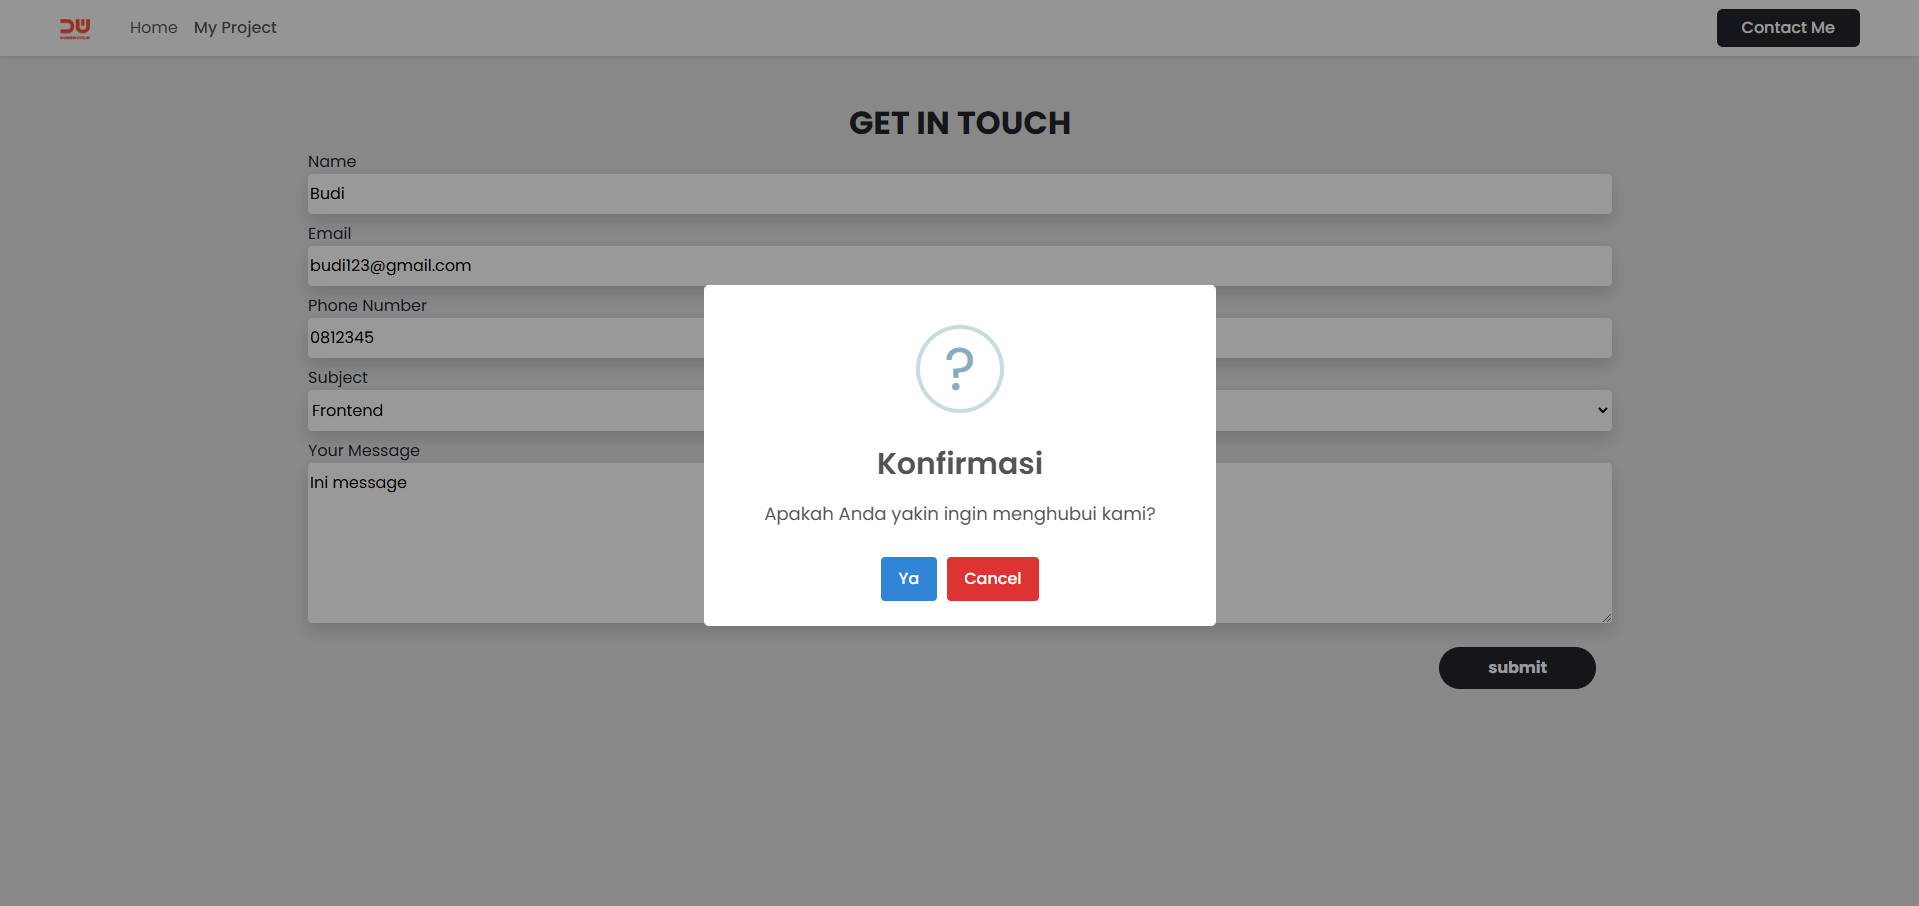 Home My Project Contact Me
GET IN TOUCH
Name
Budi
Email
budi123@gmail.com
Phone Number
0812345
Subject
Frontend
Your Message
Ini message
?
Konfirmasi
Apakah Anda yakin ingin menghubui kami?
Ya Cancel
submit